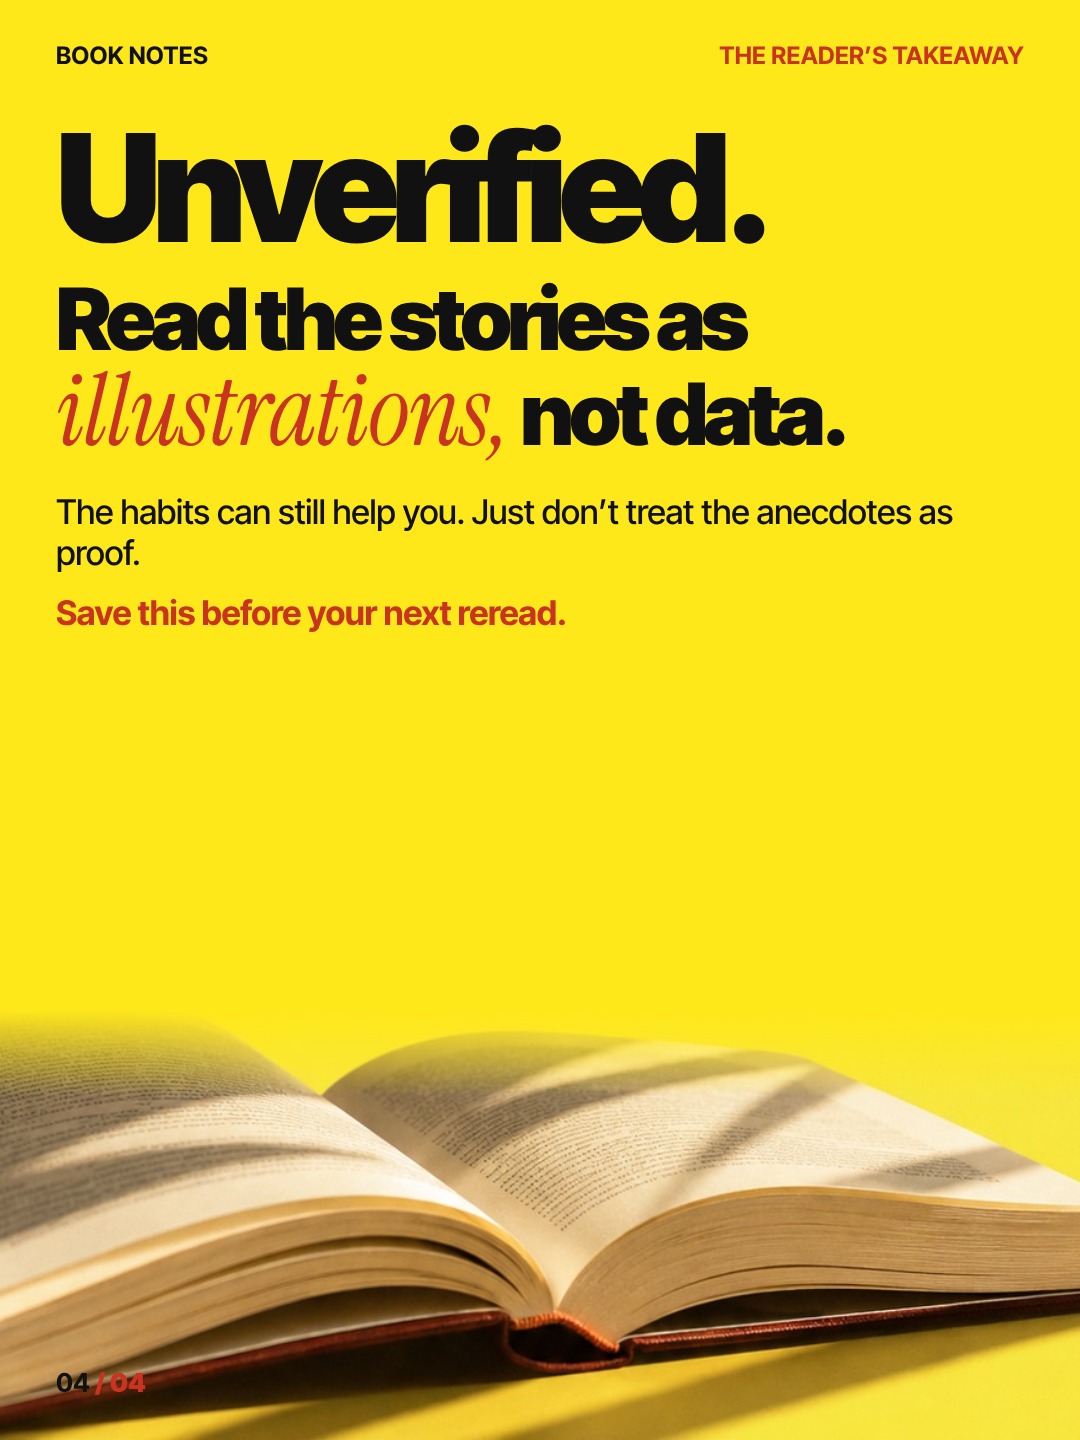 BOOK NOTES
THE READER’S TAKEAWAY
Unverified.
Read the stories as
illustrations, not data.
The habits can still help you. Just don’t treat the anecdotes as
proof.
Save this before your next reread.
04 / 04